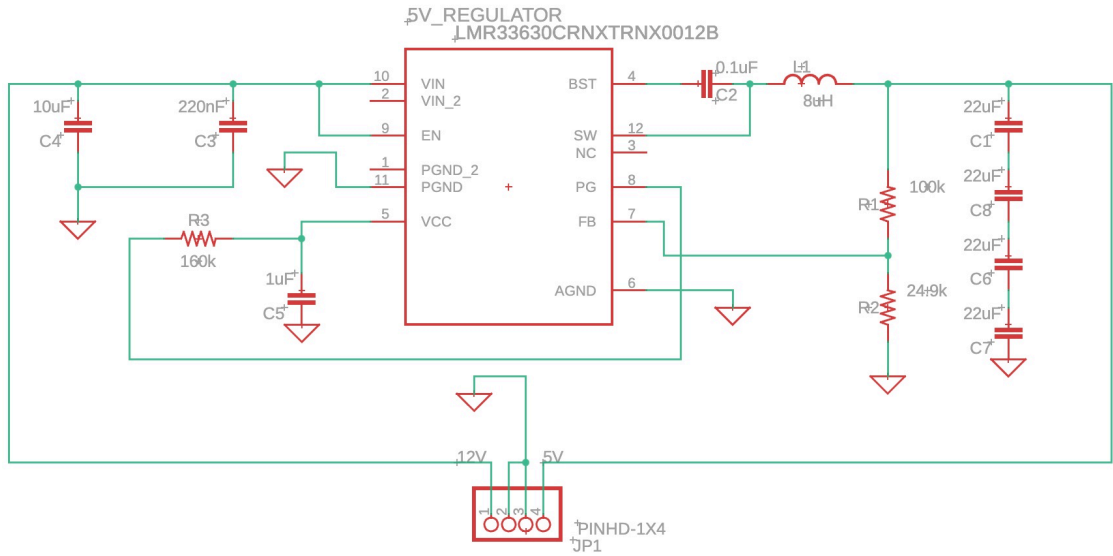 5V_REGULATOR
LMR33630CRNXTRNX0012B
10 VIN BST 4 0.1uF L1
2 VIN_2 C2 8uH
10uF 220nF 22uF
C4 C3 9 EN SW 12 C1
NC 3
1 PGND_2 22uF
11 PGND PG 8 100k
R1 C8
R3 5 VCC FB 7
160k 22uF
1uF C6
C5 AGND 6 24.9k
R2 22uF
C7
12V 5V
1 2 3 4
PINHD-1X4
JP1